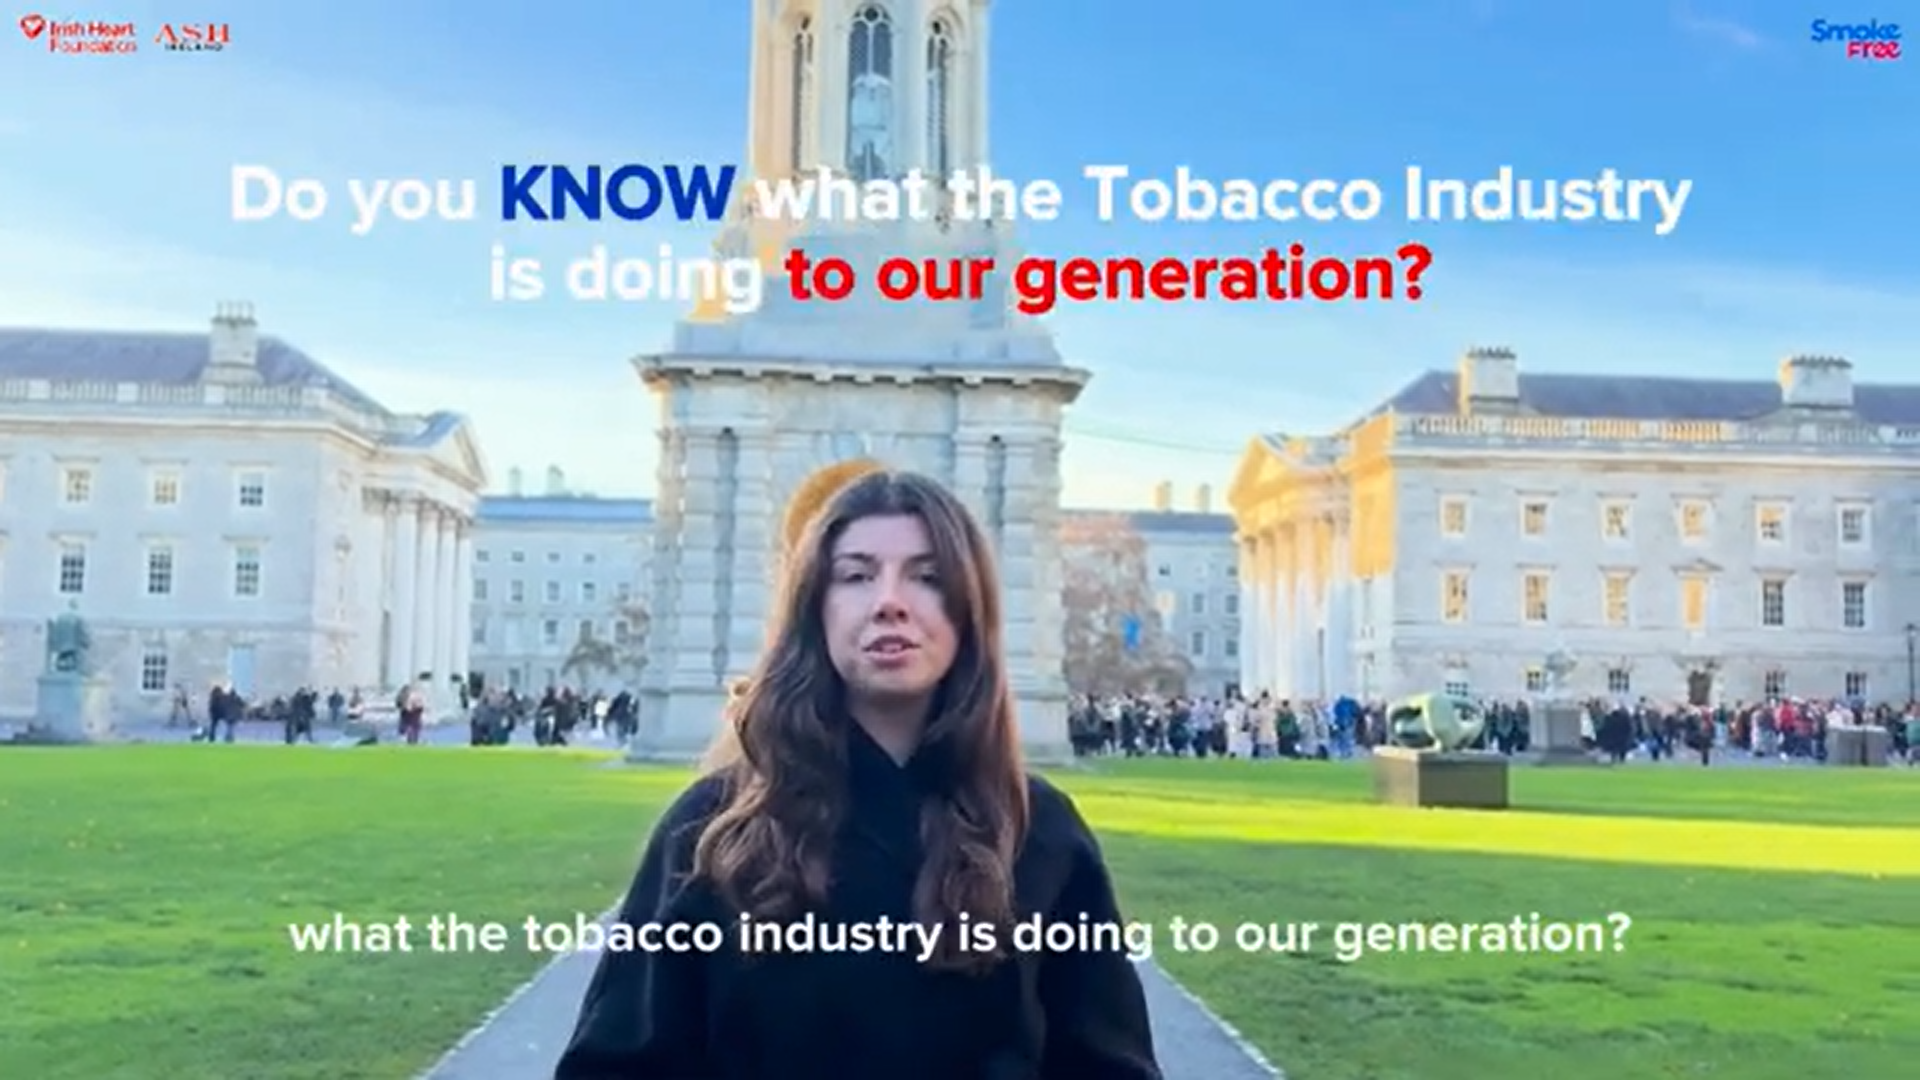 Irish Heart
Foundation
ASH
IRELAND
Smoke
Free
Do you KNOW what the Tobacco Industry
is doing to our generation?
what the tobacco industry is doing to our generation?